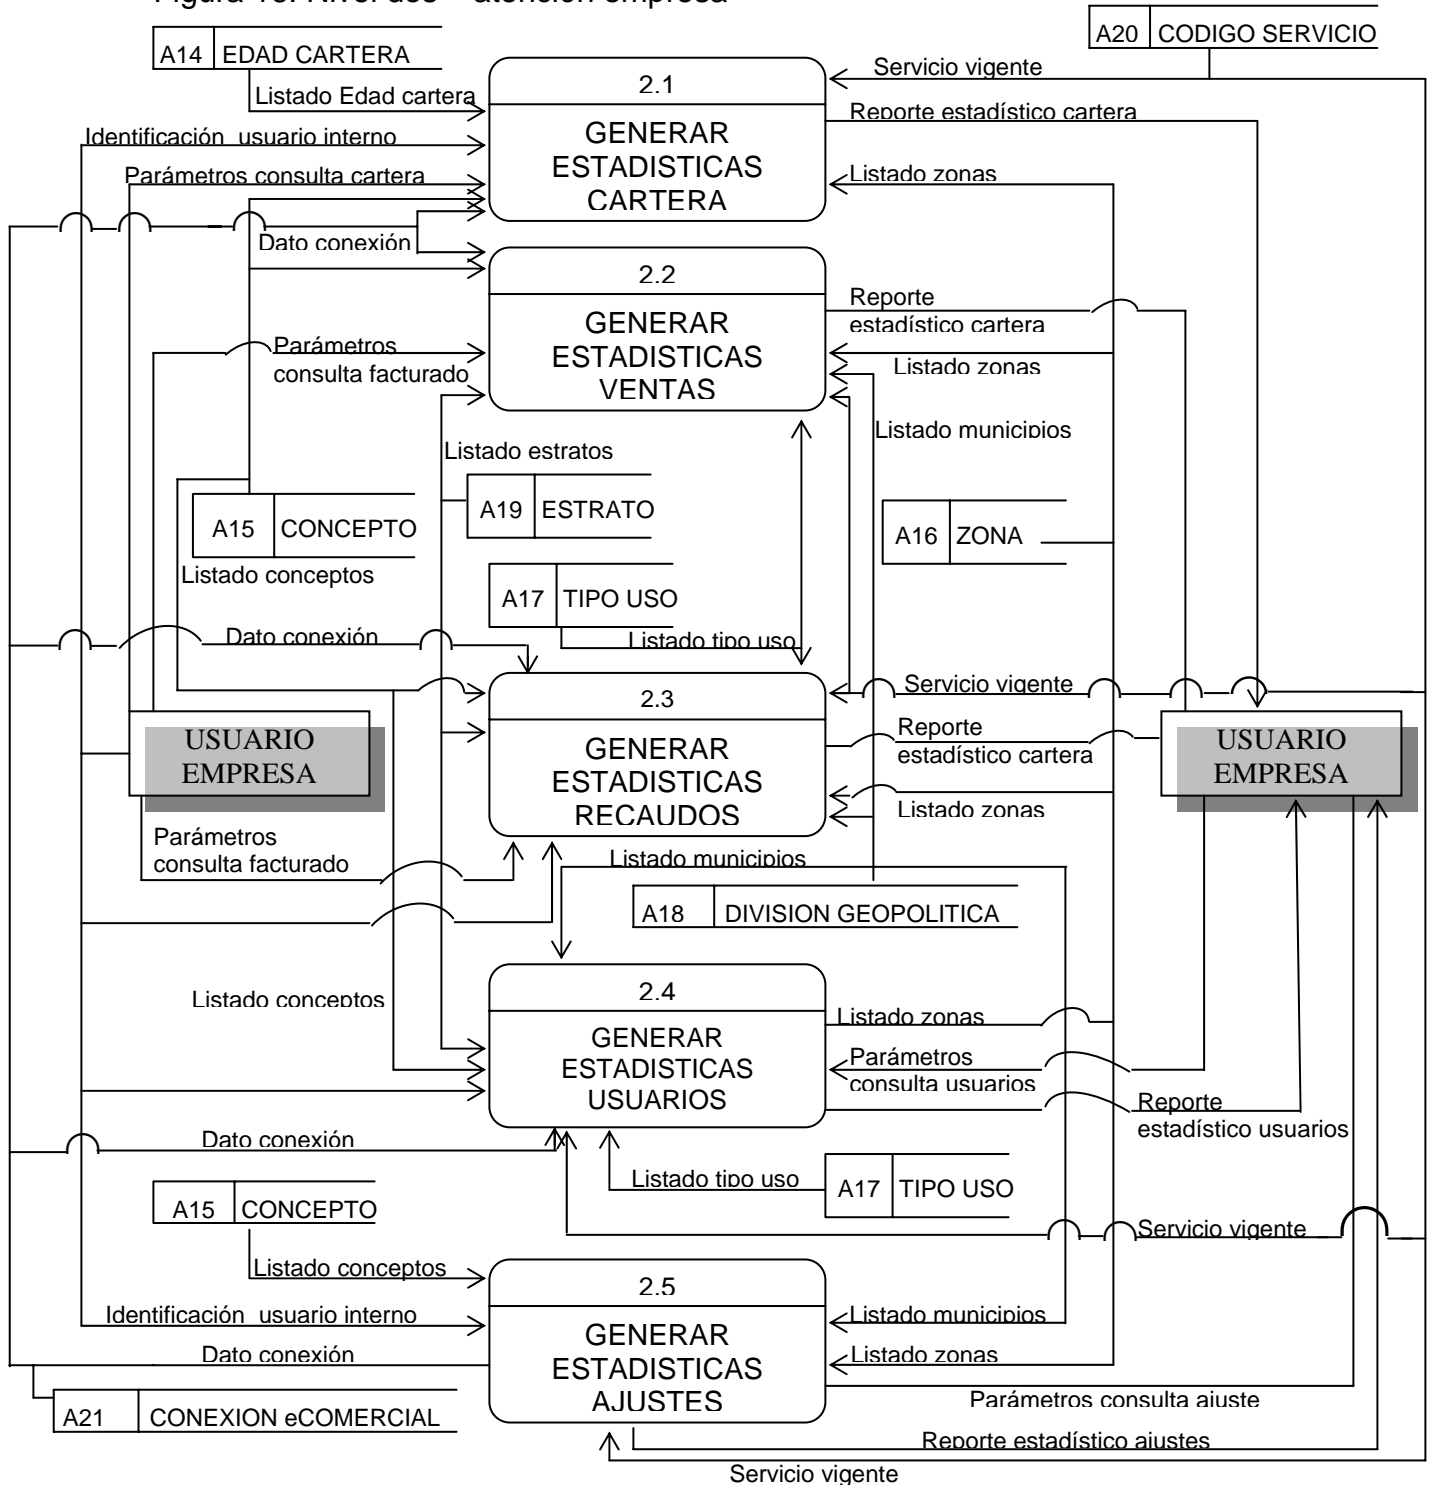 A20 CODIGO SERVICIO
A14 EDAD CARTERA
Servicio vigente
2.1
Listado Edad cartera
GENERAR
ESTADISTICAS
CARTERA
Reporte estadístico cartera
Identificación usuario interno
Parámetros consulta cartera
Listado zonas
Dato conexión
2.2
GENERAR
ESTADISTICAS
VENTAS
Reporte
estadístico cartera
Parámetros
consulta facturado
Listado zonas
Listado municipios
Listado estratos
A15 CONCEPTO
A19 ESTRATO
A16 ZONA
Listado conceptos
A17 TIPO USO
Dato conexión
Listado tipo uso
2.3
GENERAR
ESTADISTICAS
RECAUDOS
Servicio vigente
USUARIO
EMPRESA
Reporte
estadístico cartera
USUARIO
EMPRESA
Listado zonas
Parámetros
consulta facturado
Listado municipios
A18 DIVISION GEOPOLITICA
2.4
GENERAR
ESTADISTICAS
USUARIOS
Listado conceptos
Listado zonas
Parámetros
consulta usuarios
Reporte
estadístico usuarios
Dato conexión
Listado tipo uso
A17 TIPO USO
A15 CONCEPTO
Servicio vigente
Listado conceptos
2.5
GENERAR
ESTADISTICAS
AJUSTES
Identificación usuario interno
Listado municipios
Dato conexión
Listado zonas
A21 CONEXION eCOMERCIAL
Parámetros consulta ajuste
Reporte estadístico ajustes
Servicio vigente